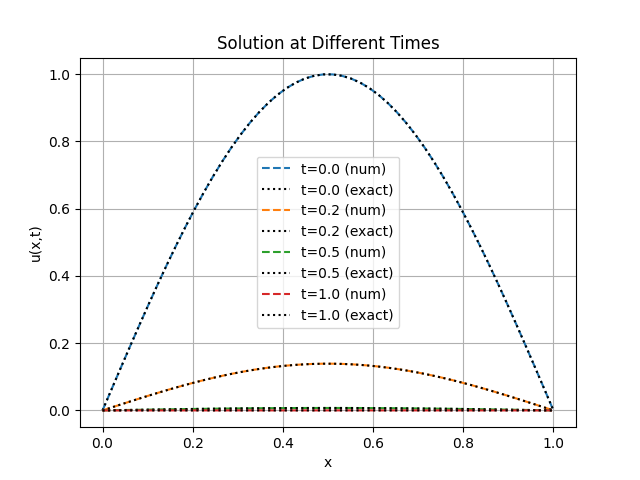 Solution at Different Times
1.0
0.8
0.6
0.4
0.2
0.0
u(x,t)
t=0.0 (num)
t=0.0 (exact)
t=0.2 (num)
t=0.2 (exact)
t=0.5 (num)
t=0.5 (exact)
t=1.0 (num)
t=1.0 (exact)
0.0 0.2 0.4 0.6 0.8 1.0
x